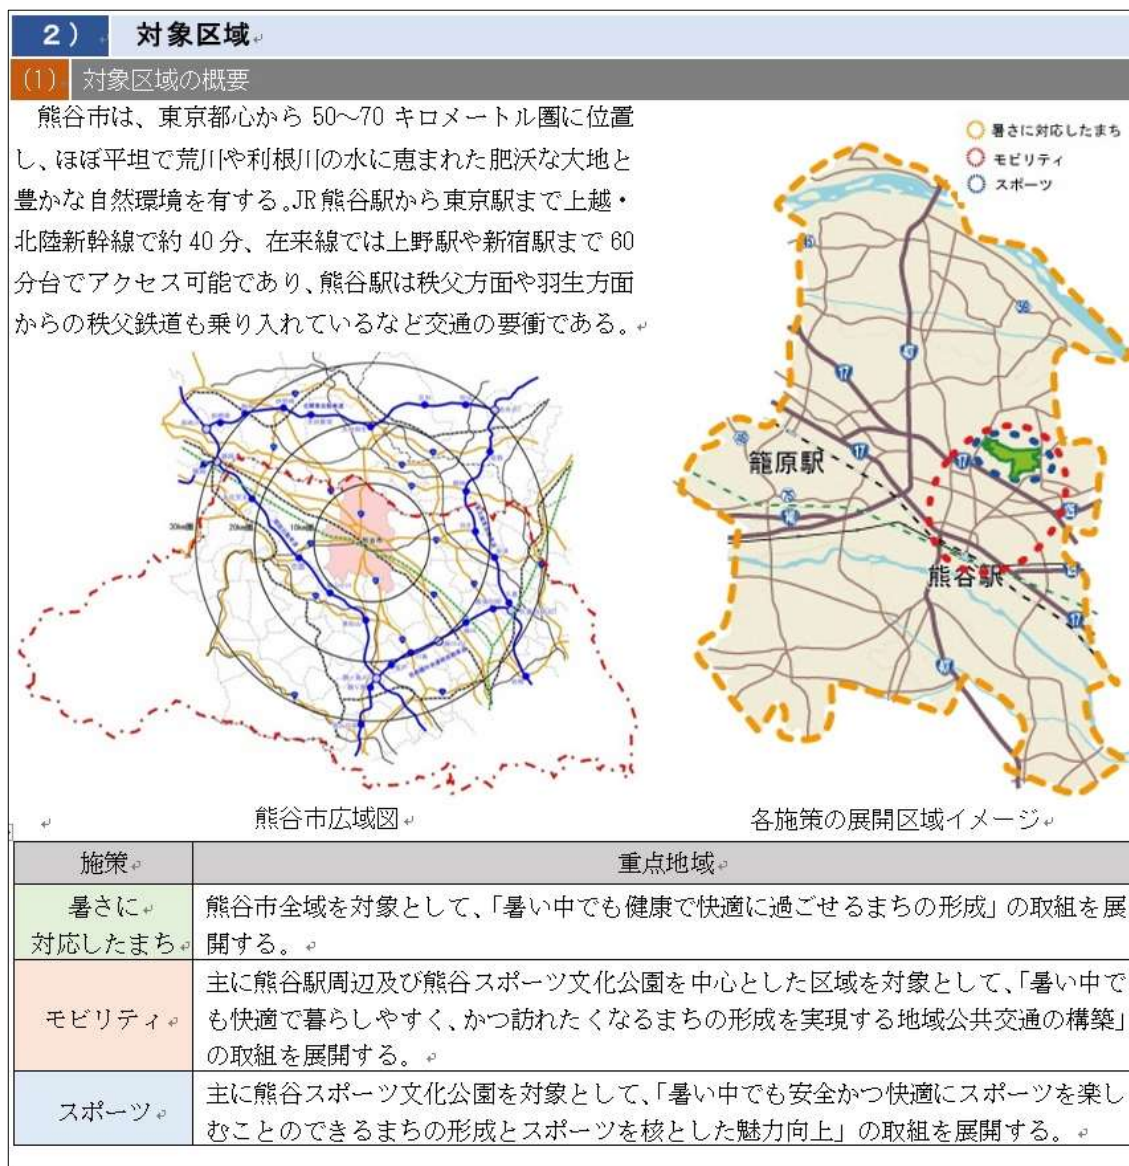 2） 対象区域
(1) 対象区域の概要
熊谷市は、東京都心から 50～70 キロメートル圏に位置
し、ほぼ平坦で荒川や利根川の水に恵まれた肥沃な大地と
豊かな自然環境を有する。JR 熊谷駅から東京駅まで上越・
北陸新幹線で約 40 分、在来線では上野駅や新宿駅まで 60
分台でアクセス可能であり、熊谷駅は秩父方面や羽生方面
からの秩父鉄道も乗り入れているなど交通の要衝である。
30km圏 20km圏 10km圏
熊谷市広域図
暑さに対応したまち
モビリティ
スポーツ
17
17
17
籠原駅
熊谷駅
17
各施策の展開区域イメージ
施策 重点地域
暑さに
対応したまち
熊谷市全域を対象として、「暑い中でも健康で快適に過ごせるまちの形成」の取組を展
開する。
モビリティ
主に熊谷駅周辺及び熊谷スポーツ文化公園を中心とした区域を対象として、「暑い中で
も快適で暮らしやすく、かつ訪れたくなるまちの形成を実現する地域公共交通の構築」
の取組を展開する。
スポーツ
主に熊谷スポーツ文化公園を対象として、「暑い中でも安全かつ快適にスポーツを楽し
むことのできるまちの形成とスポーツを核とした魅力向上」の取組を展開する。